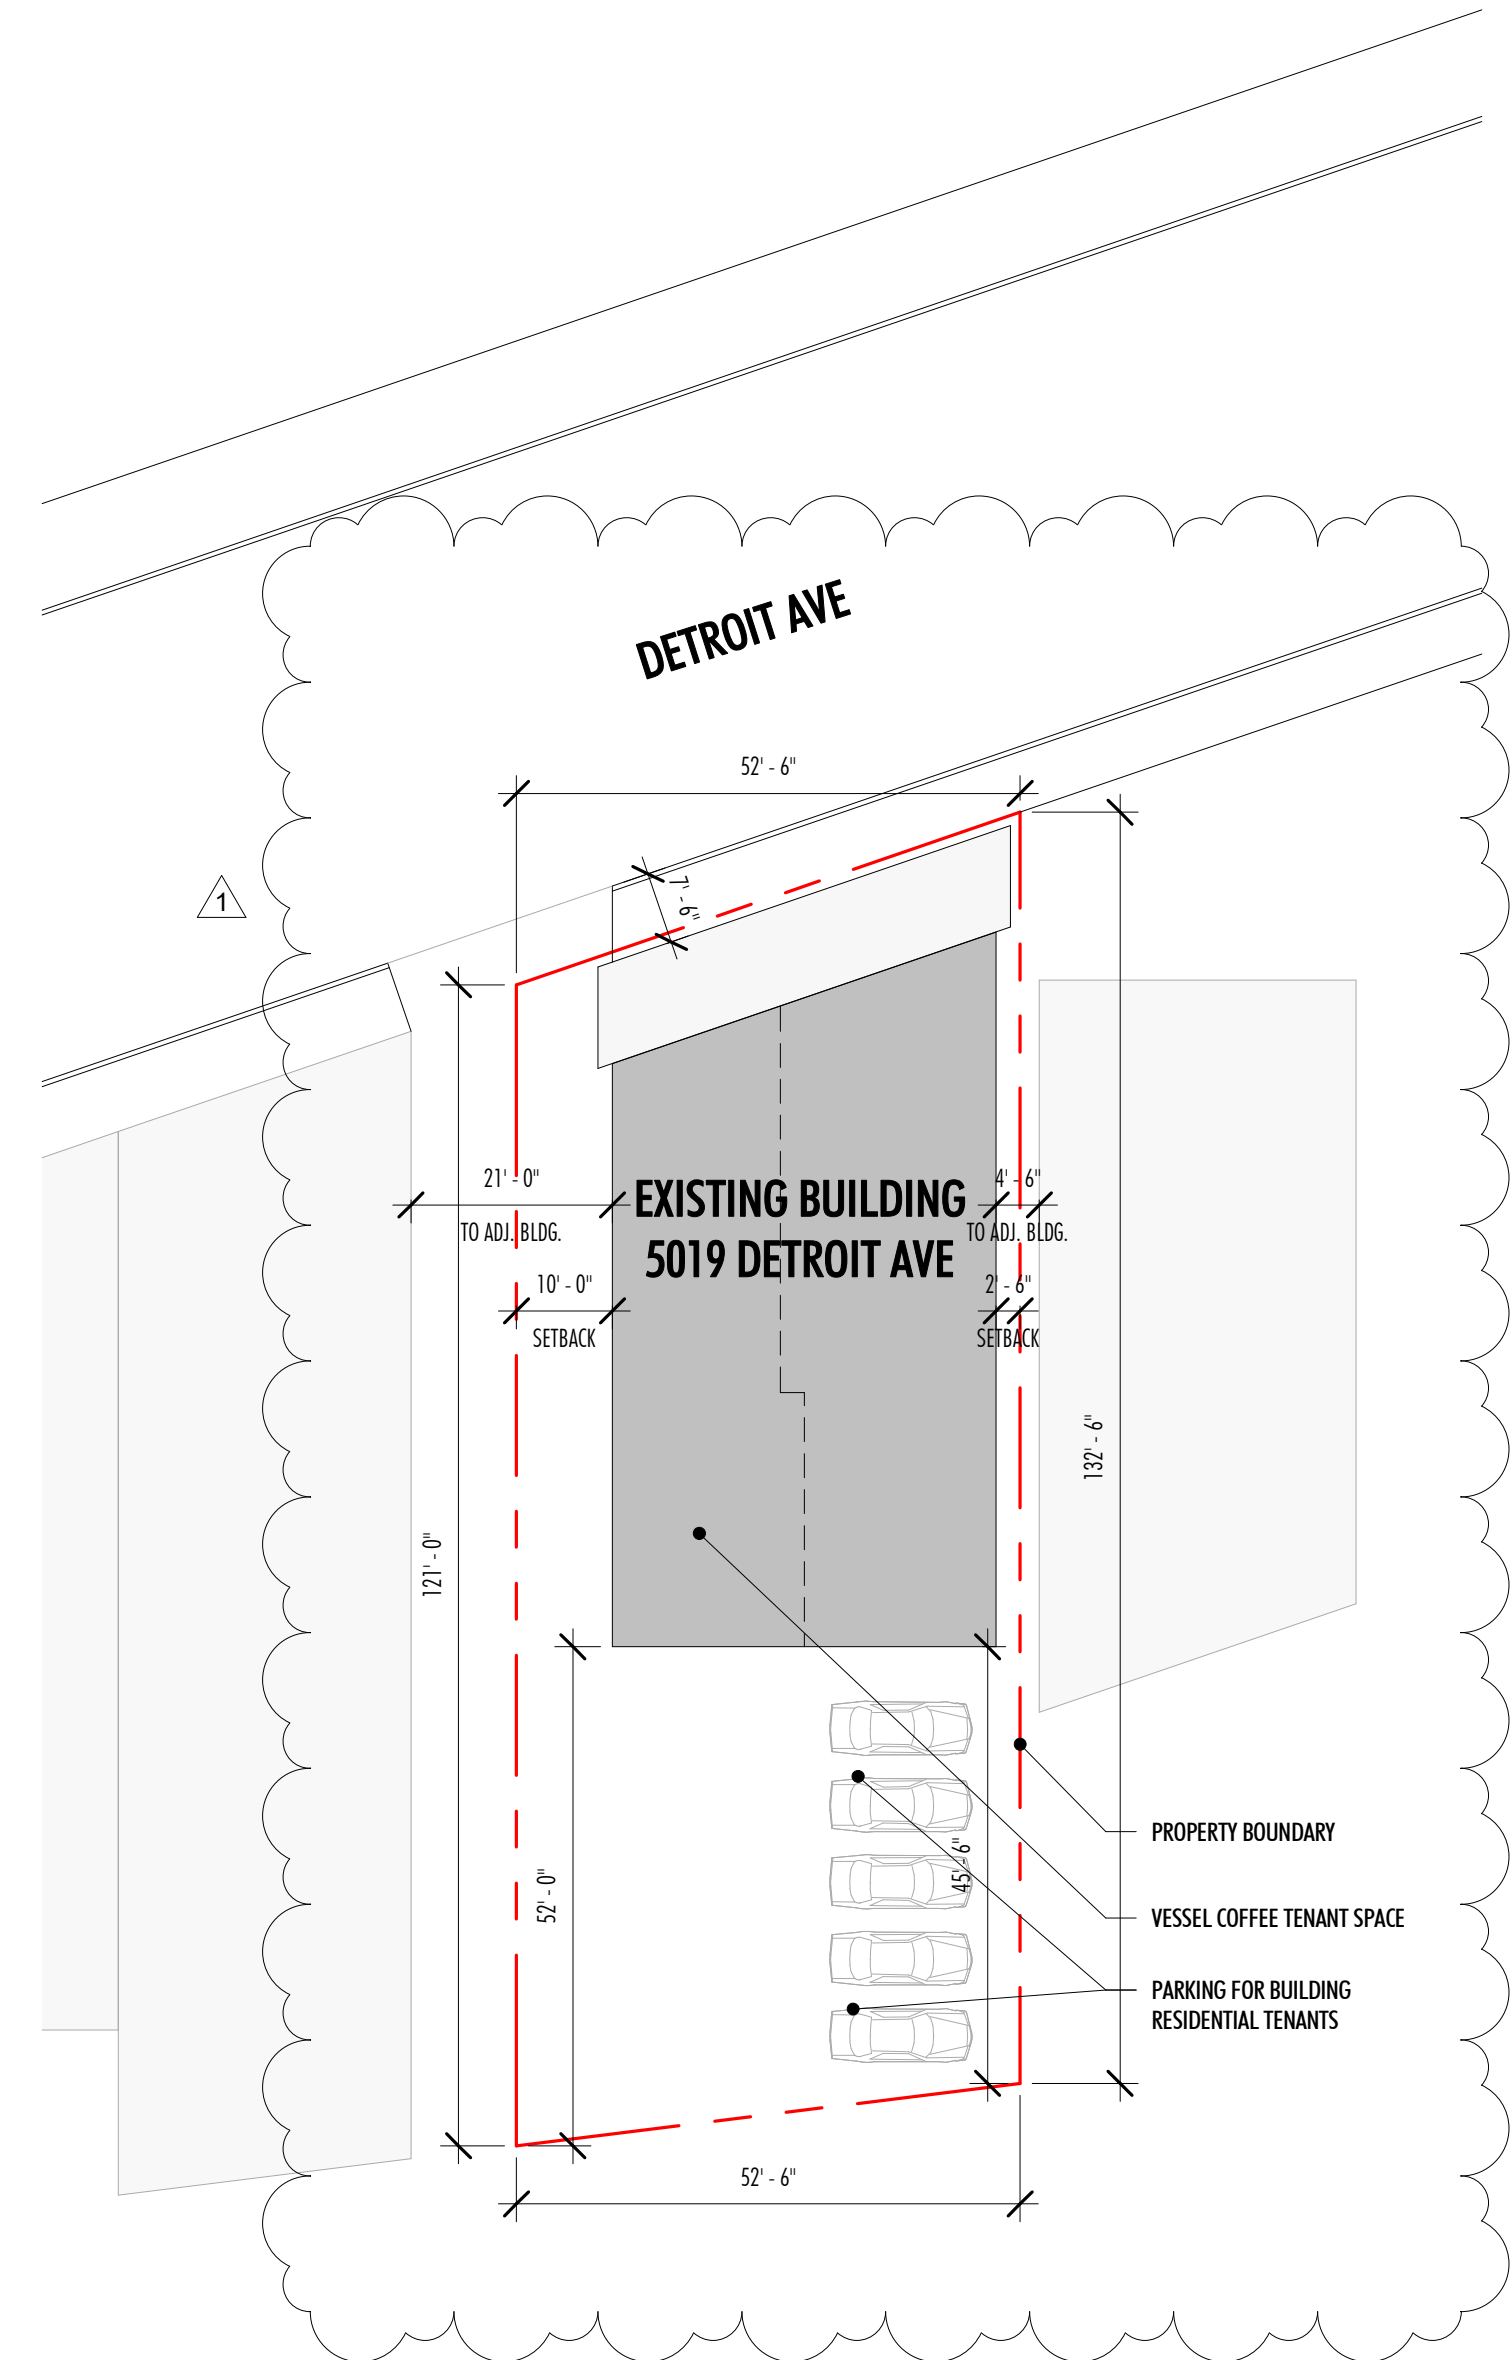 DETROIT AVE
52' - 6"
7' - 6"
1
21' - 0"
TO ADJ. BLDG.
EXISTING BUILDING
5019 DETROIT AVE
4' - 6"
TO ADJ. BLDG.
10' - 0"
SETBACK
2' - 6"
SETBACK
132' - 6"
121' - 0"
52' - 0"
45' - 6"
PROPERTY BOUNDARY
VESSEL COFFEE TENANT SPACE
PARKING FOR BUILDING
RESIDENTIAL TENANTS
52' - 6"